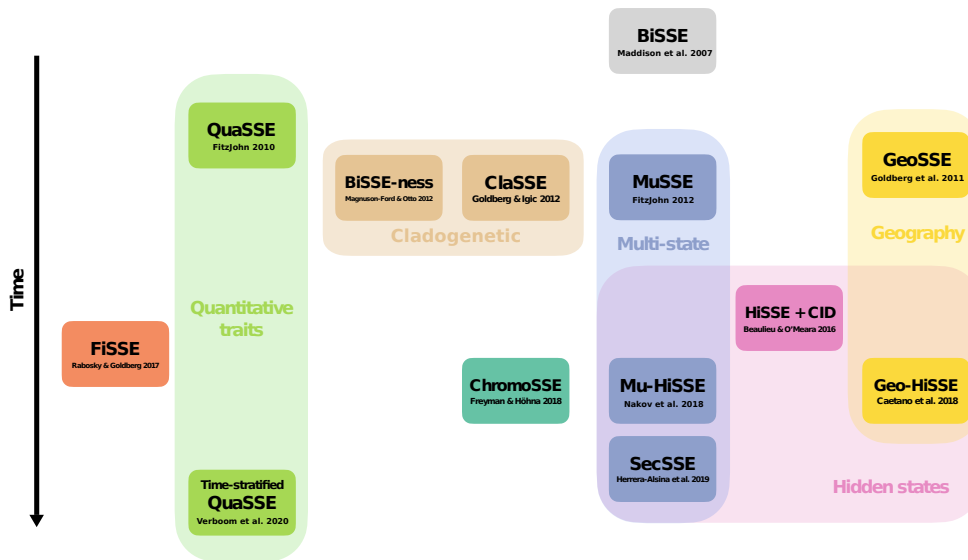 BiSSE
Maddison et al. 2007
QuaSSE
FitzJohn 2010
GeoSSE
Goldberg et al. 2011
BiSSE-ness
Magnuson-Ford & Otto 2012
ClaSSE
Goldberg & Igic 2012
MuSSE
FitzJohn 2012
Cladogenetic
Multi-state
Geography
Time
Quantitative
traits
HiSSE + CID
Beaulieu & O'Meara 2016
FiSSE
Rabosky & Goldberg 2017
ChromoSSE
Freyman & Höhna 2018
Mu-HiSSE
Nakov et al. 2018
Geo-HiSSE
Caetano et al. 2018
SecSSE
Herrera-Alsina et al. 2019
Hidden states
Time-stratified
QuaSSE
Verboom et al. 2020